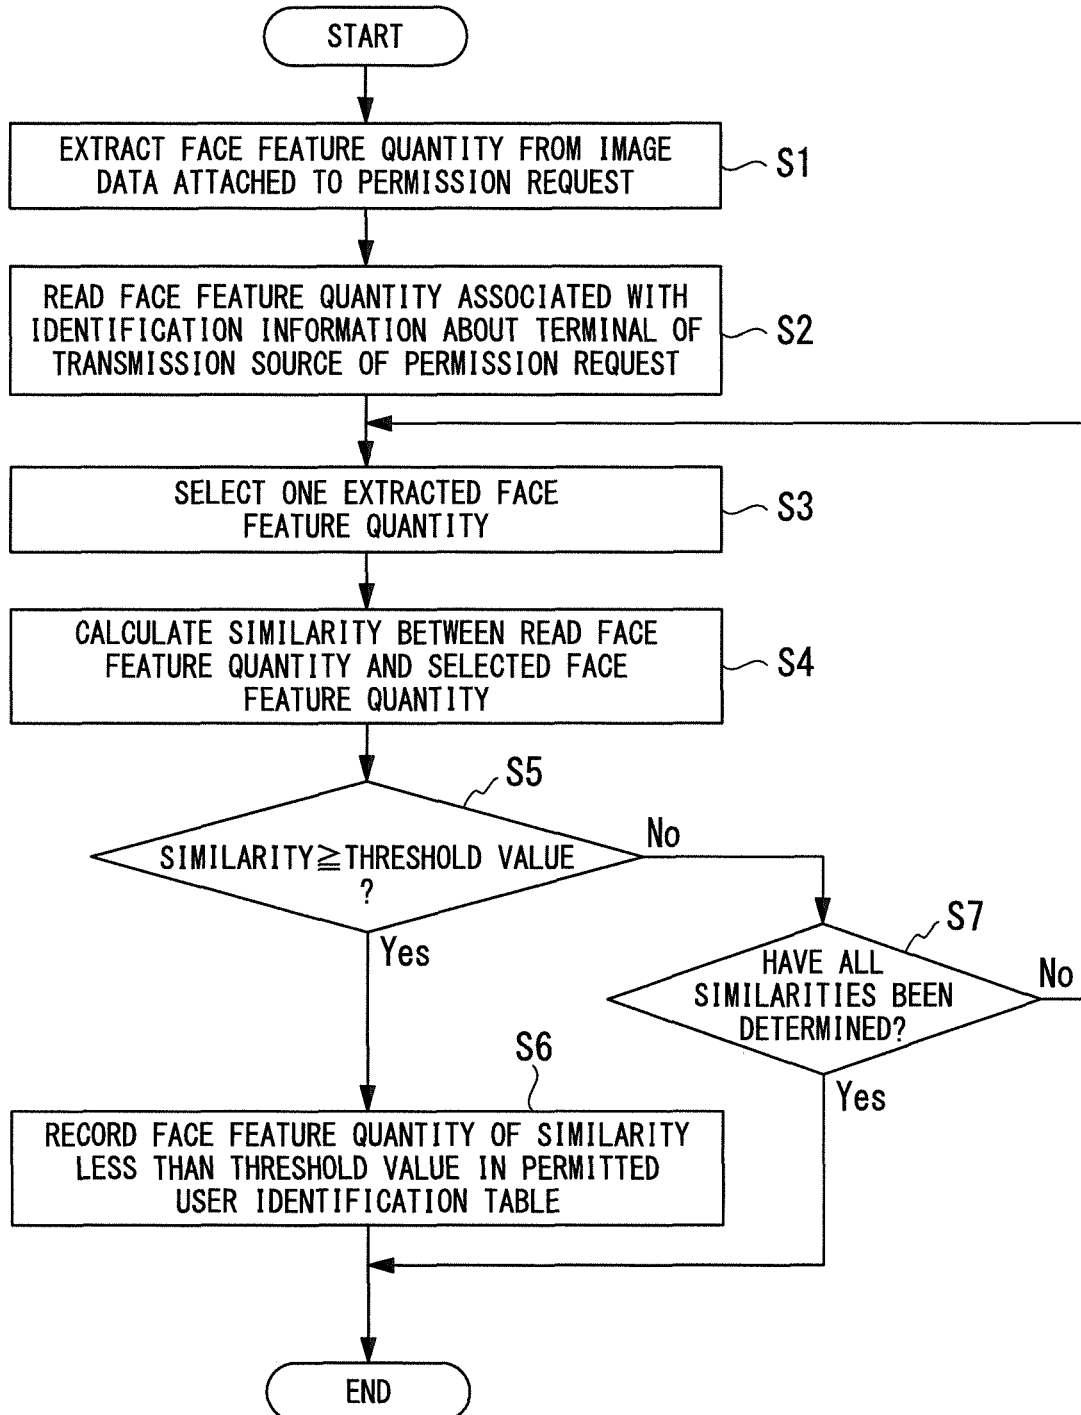 START
EXTRACT FACE FEATURE QUANTITY FROM IMAGE
DATA ATTACHED TO PERMISSION REQUEST
S1
READ FACE FEATURE QUANTITY ASSOCIATED WITH
IDENTIFICATION INFORMATION ABOUT TERMINAL OF
TRANSMISSION SOURCE OF PERMISSION REQUEST
S2
SELECT ONE EXTRACTED FACE
FEATURE QUANTITY
S3
CALCULATE SIMILARITY BETWEEN READ FACE
FEATURE QUANTITY AND SELECTED FACE
FEATURE QUANTITY
S4
S5
SIMILARITY≧THRESHOLD VALUE
?
No
Yes
S7
HAVE ALL
SIMILARITIES BEEN
DETERMINED?
No
Yes
S6
RECORD FACE FEATURE QUANTITY OF SIMILARITY
LESS THAN THRESHOLD VALUE IN PERMITTED
USER IDENTIFICATION TABLE
END